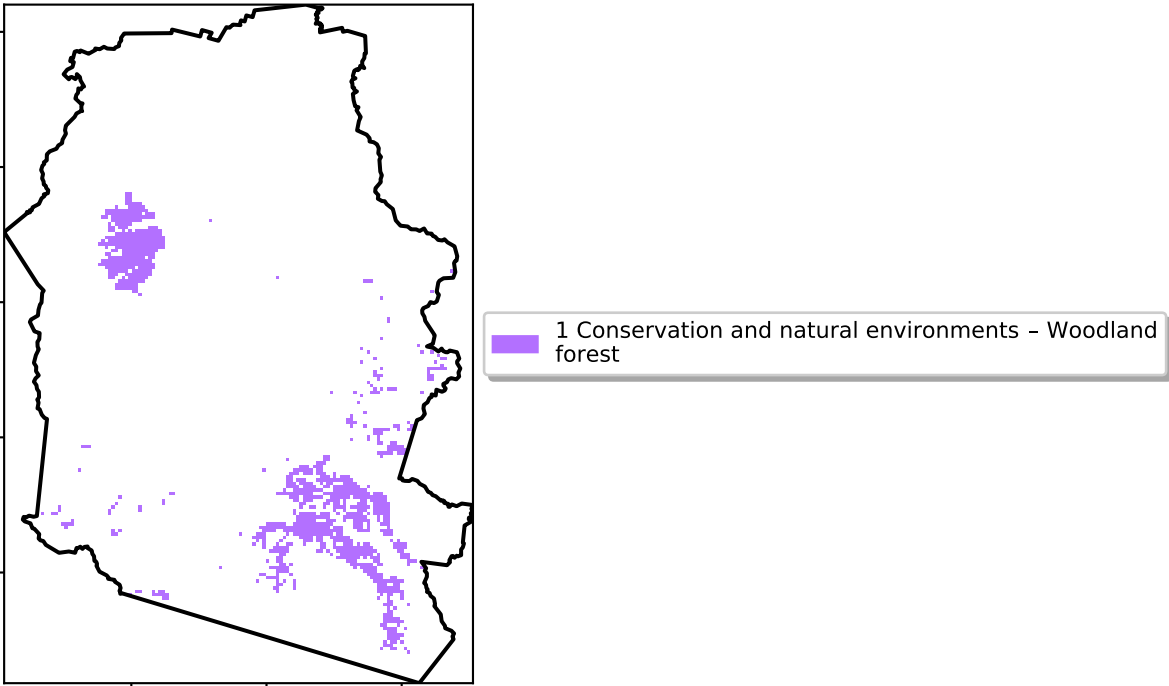 1 Conservation and natural environments – Woodland
forest